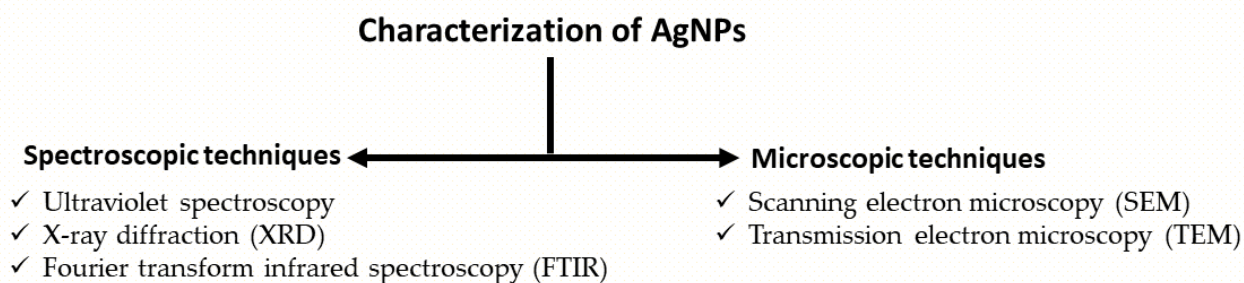 Characterization of AgNPs
Spectroscopic techniques
✓ Ultraviolet spectroscopy
✓ X-ray diffraction (XRD)
✓ Fourier transform infrared spectroscopy (FTIR)
Microscopic techniques
✓ Scanning electron microscopy (SEM)
✓ Transmission electron microscopy (TEM)